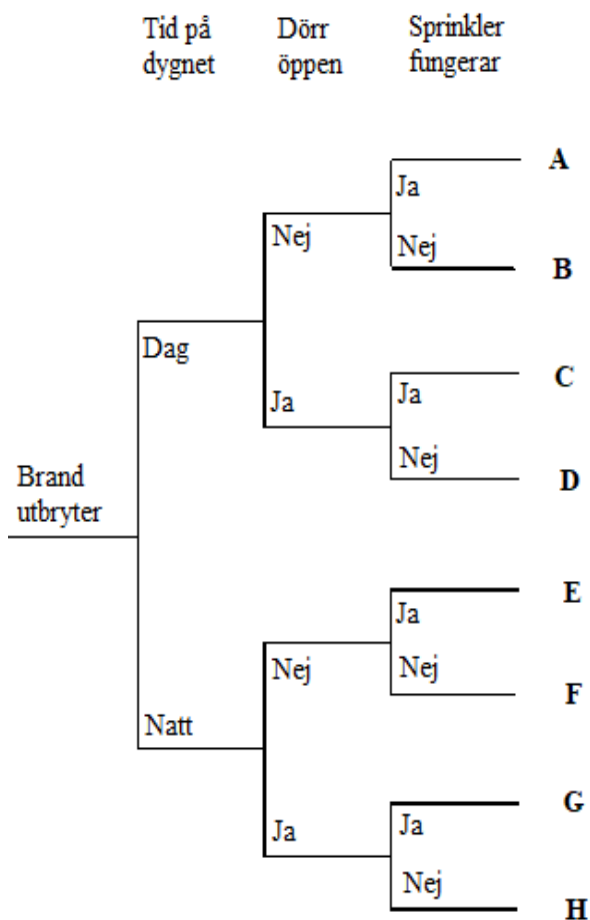 Tid på
dygnet
Dörr
öppen
Sprinkler
fungerar
A
Ja
Nej
Nej
B
Dag
C
Ja
Ja
Nej
D
Brand
utbryter
E
Ja
Nej
Nej
F
Natt
G
Ja
Ja
Nej
H